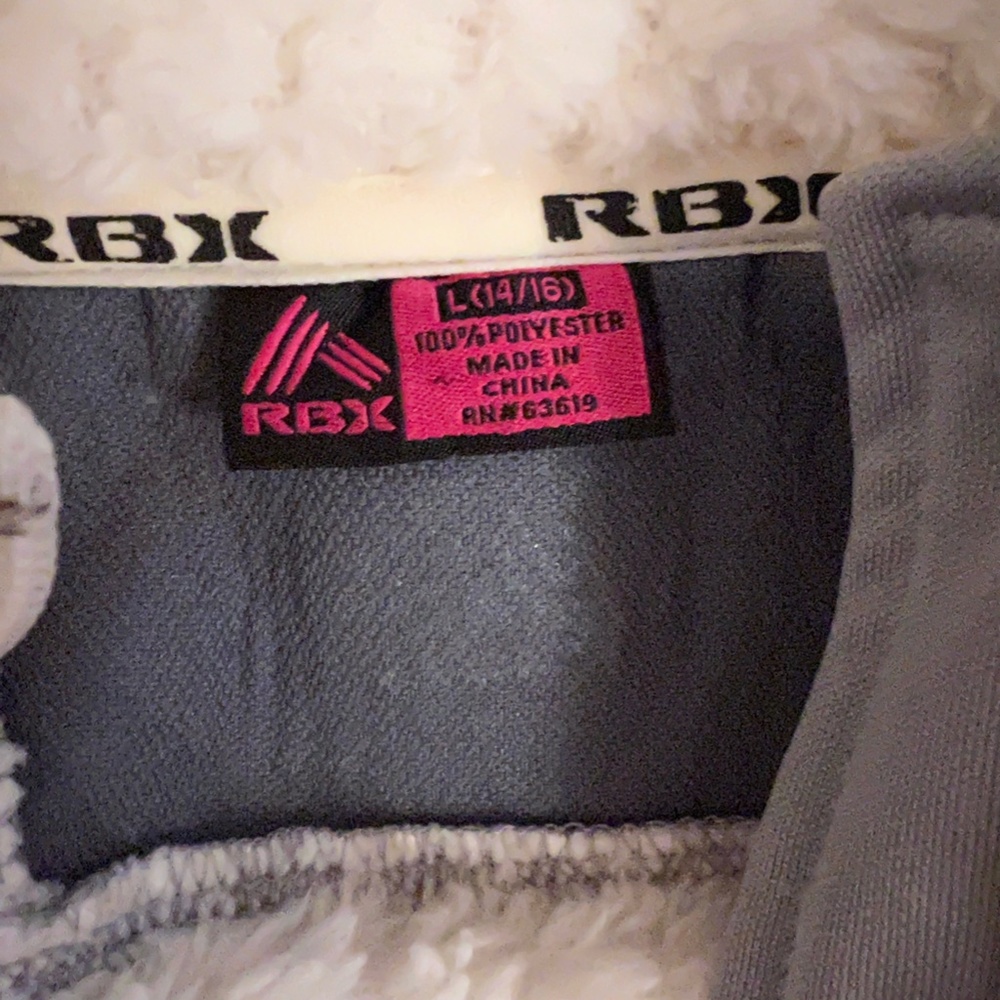 RBX RBX
L(14/16)
100% POLYESTER
MADE IN
CHINA
RN#63619
RBX